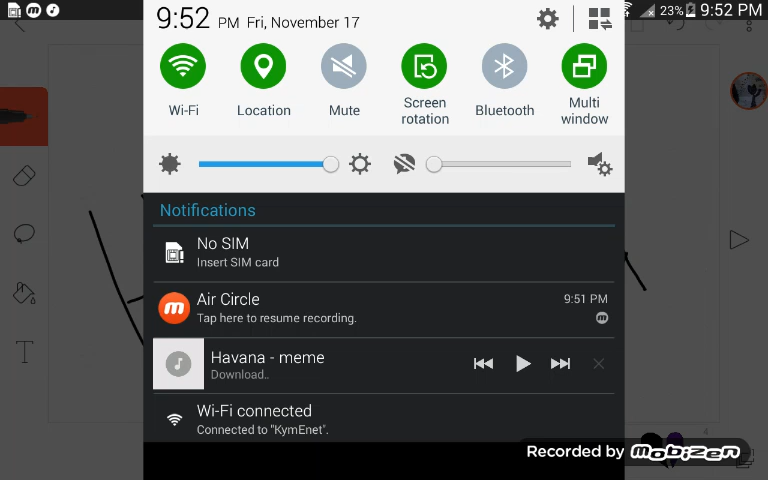 9:52 PM Fri, November 17
23% 9:52 PM
Wi-Fi
Location
Mute
Screen rotation
Bluetooth
Multi window
Notifications
No SIM
Insert SIM card
Air Circle
9:51 PM
Tap here to resume recording.
Havana - meme
Download..
Wi-Fi connected
Connected to "KymEnet".
Recorded by Mobizen
T